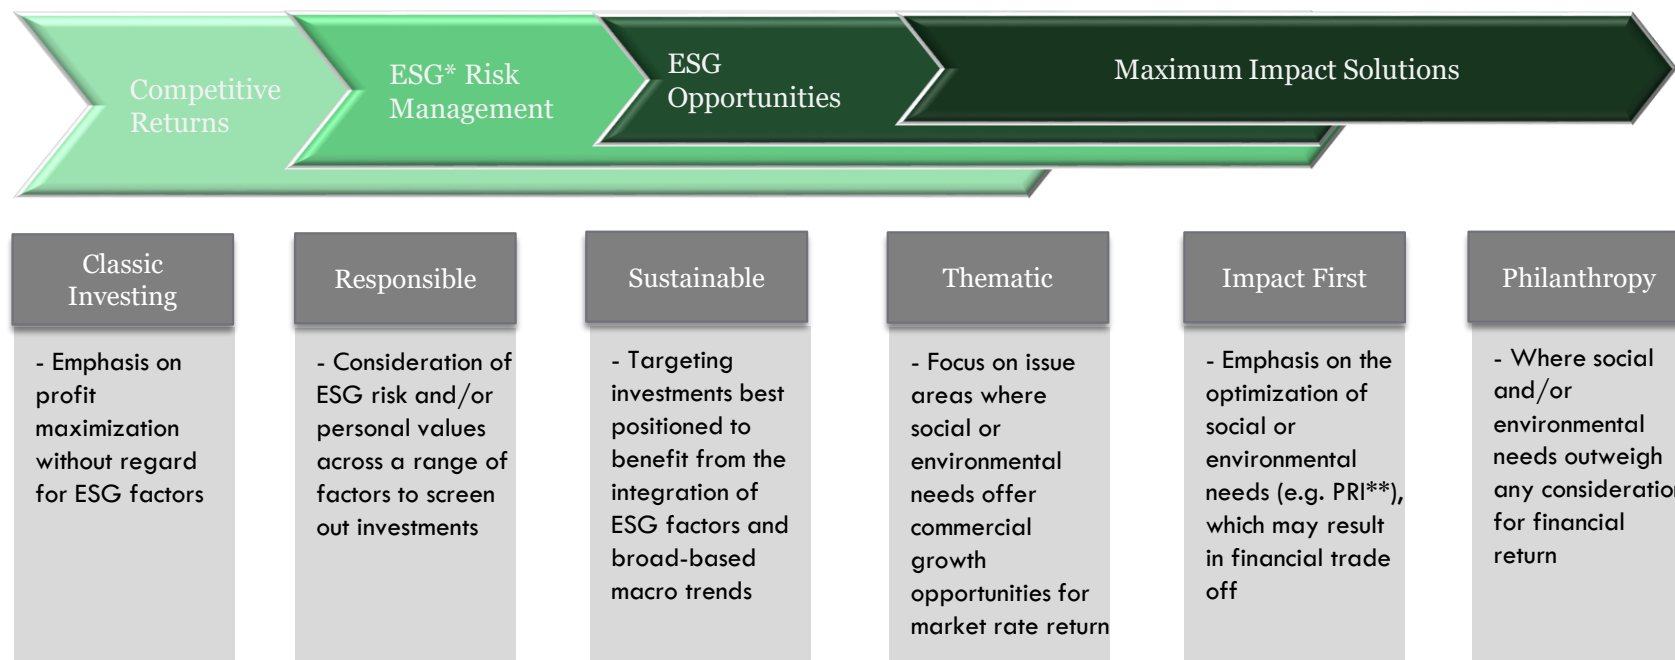 Competitive
Returns
ESG* Risk
Management
ESG
Opportunities
Maximum Impact Solutions
Classic
Investing
- Emphasis on
profit
maximization
without regard
for ESG factors
Responsible
- Consideration of
ESG risk and/or
personal values
across a range of
factors to screen
out investments
Sustainable
- Targeting
investments best
positioned to
benefit from the
integration of
ESG factors and
broad-based
macro trends
Thematic
- Focus on issue
areas where
social or
environmental
needs offer
commercial
growth
opportunities for
market rate return
Impact First
- Emphasis on the
optimization of
social or
environmental
needs (e.g. PRI**),
which may result
in financial trade
off
Philanthropy
- Where social
and/or
environmental
needs outweigh
any consideration
for financial
return